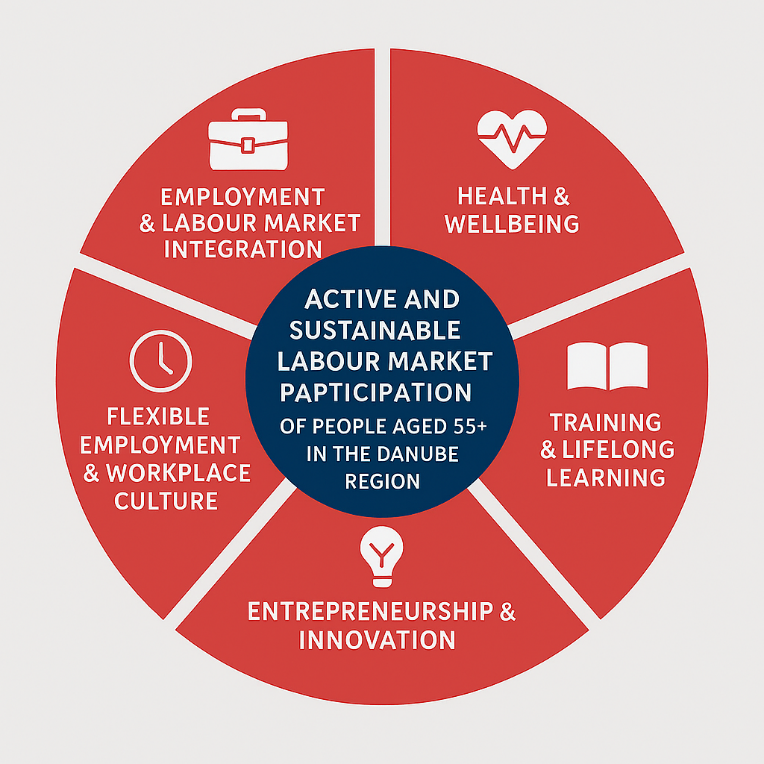 EMPLOYMENT
& LABOUR MARKET
INTEGRATION
HEALTH &
WELLBEING
ACTIVE AND
SUSTAINABLE
LABOUR MARKET
PAPTICIPATION
OF PEOPLE AGED 55+
IN THE DANUBE
REGION
FLEXIBLE
EMPLOYMENT
& WORKPLACE
CULTURE
TRAINING
& LIFELONG
LEARNING
ENTREPRENEURSHIP &
INNOVATION